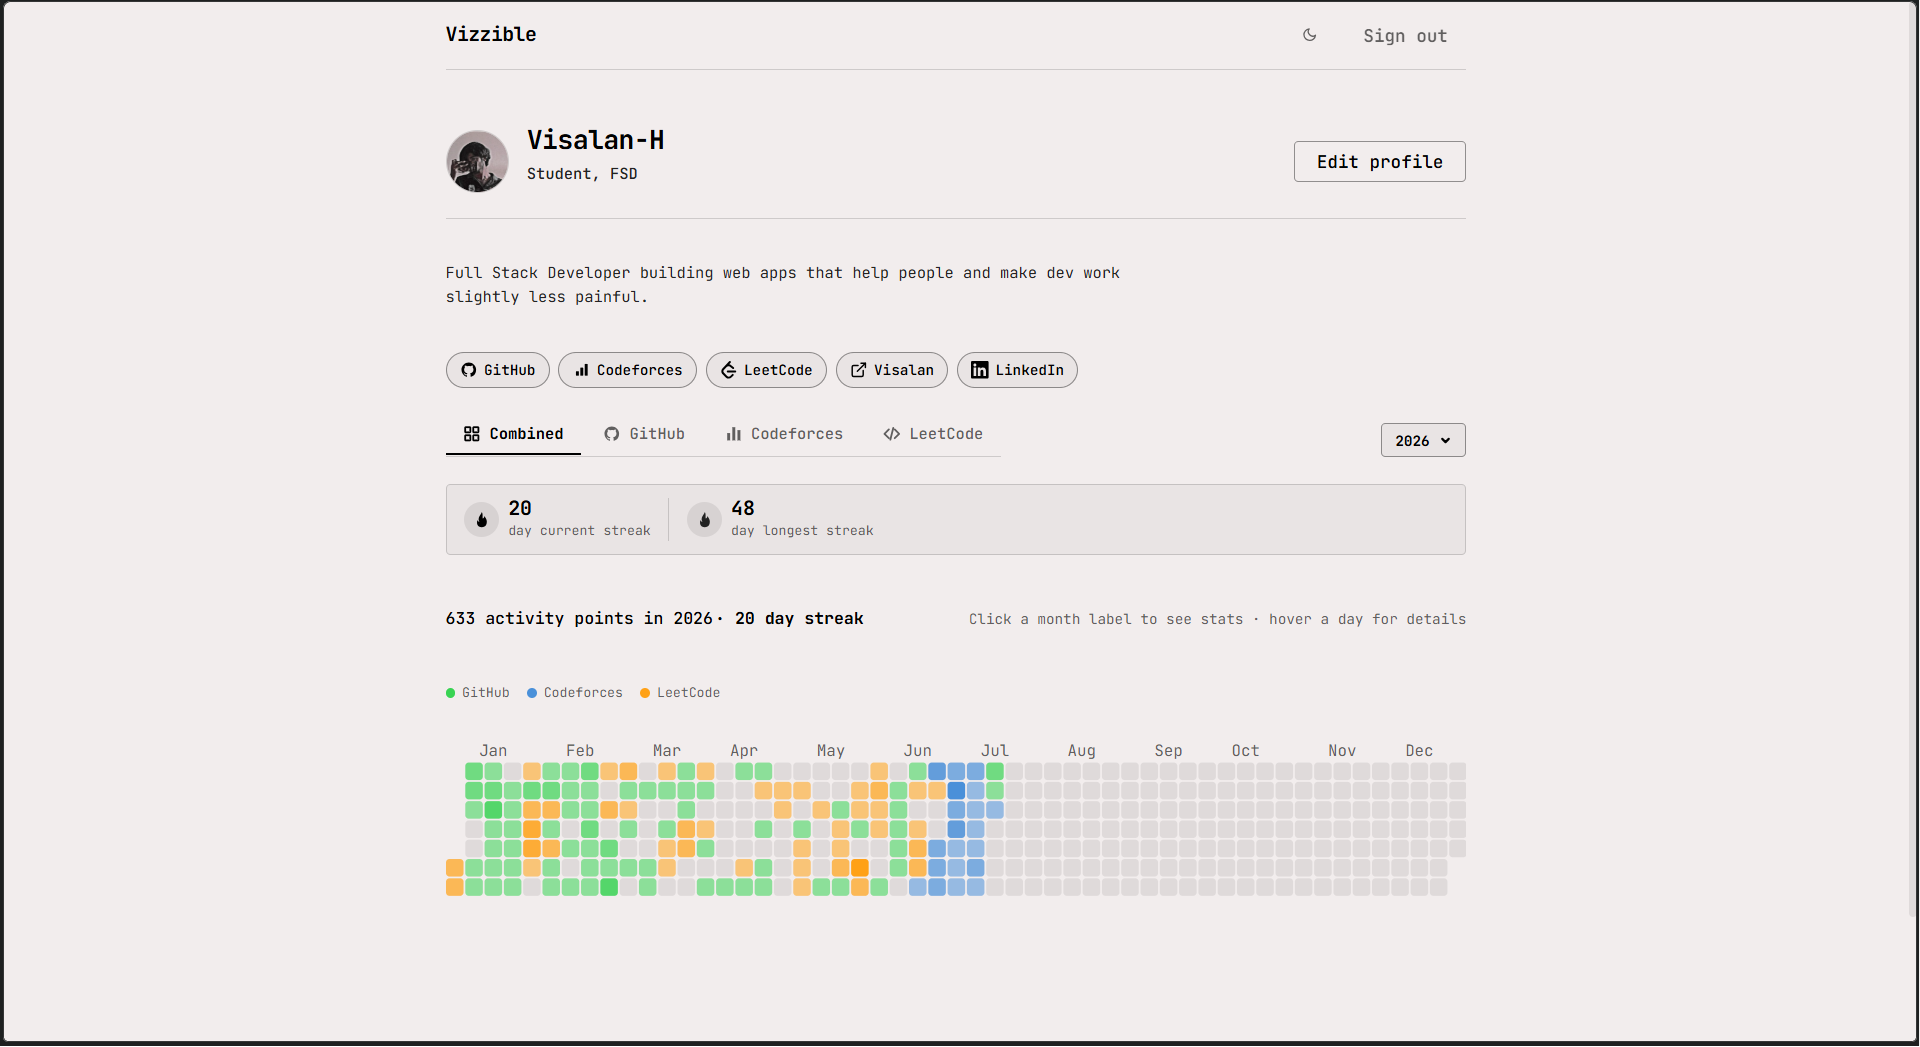 Vizzible
Sign out
Visalan-H
Student, FSD
Edit profile
Full Stack Developer building web apps that help people and make dev work
slightly less painful.
GitHub Codeforces LeetCode Visalan LinkedIn
Combined GitHub Codeforces LeetCode
2026
20
day current streak
48
day longest streak
633 activity points in 2026 · 20 day streak
Click a month label to see stats · hover a day for details
GitHub Codeforces LeetCode
Jan Feb Mar Apr May Jun Jul Aug Sep Oct Nov Dec